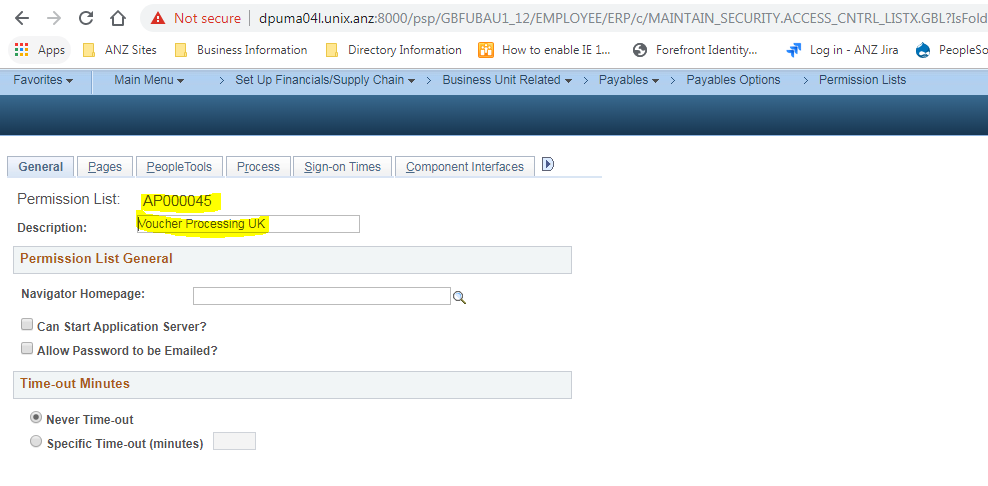 Not secure | dpuma04l.unix.anz:8000/psp/GBFUBAU1_12/EMPLOYEE/ERP/c/MAINTAIN_SECURITY.ACCESS_CNTRL_LISTX.GBL?IsFold
Apps ANZ Sites Business Information Directory Information How to enable IE 1... Forefront Identity... Log in - ANZ Jira PeopleSo
Favorites Main Menu > Set Up Financials/Supply Chain > Business Unit Related > Payables > Payables Options > Permission Lists
General Pages PeopleTools Process Sign-on Times Component Interfaces
Permission List: AP000045
Description: Voucher Processing UK
Permission List General
Navigator Homepage:
Can Start Application Server?
Allow Password to be Emailed?
Time-out Minutes
Never Time-out
Specific Time-out (minutes)